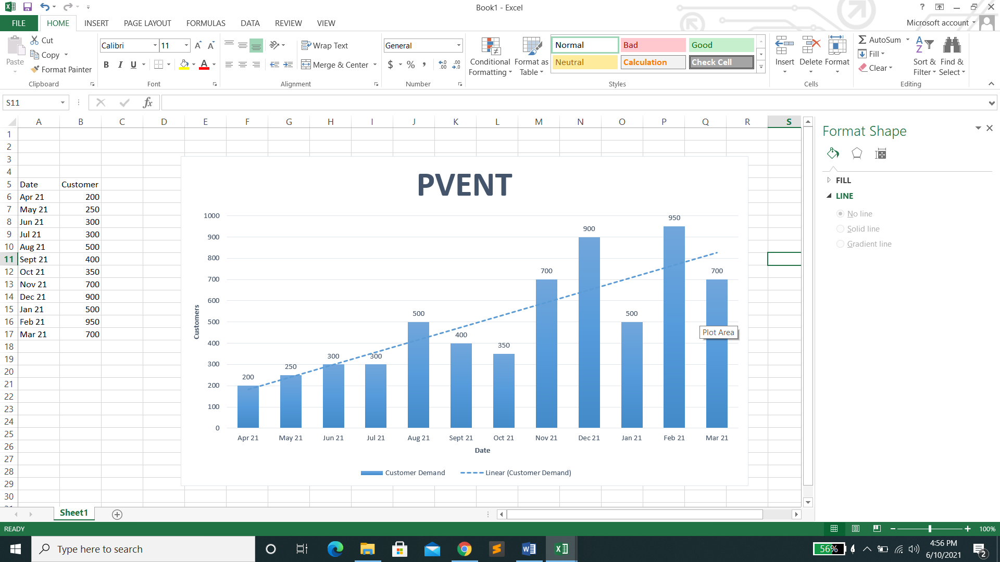 Book1 - Excel
?
FILE HOME INSERT PAGE LAYOUT FORMULAS DATA REVIEW VIEW
Microsoft account
Paste
Cut
Copy
Format Painter
Clipboard
Calibri 11
B I U
Font
Wrap Text
Merge & Center
Alignment
General
$ % ,
Number
Conditional Formatting
Format as Table
Normal Bad Good
Neutral Calculation Check Cell
Styles
Insert Delete Format
Cells
AutoSum
Fill
Clear
Sort & Filter
Find & Select
Editing
S11
fx
A B C D E F G H I J K L M N O P Q R S
1
2
3
4
5 Date Customer
6 Apr 21 200
7 May 21 250
8 Jun 21 300
9 Jul 21 300
10 Aug 21 500
11 Sept 21 400
12 Oct 21 350
13 Nov 21 700
14 Dec 21 900
15 Jan 21 500
16 Feb 21 950
17 Mar 21 700
18
19
20
21
22
23
24
25
26
27
28
29
30
PVENT
Customers
1000
900
800
700
600
500
400
300
200
100
0
200 250 300 300 500 400 350 700 900 500 950 700
Plot Area
Apr 21 May 21 Jun 21 Jul 21 Aug 21 Sept 21 Oct 21 Nov 21 Dec 21 Jan 21 Feb 21 Mar 21
Date
Customer Demand Linear (Customer Demand)
Format Shape
FILL
LINE
No line
Solid line
Gradient line
Sheet1
READY
100%
Type here to search
56%
4:56 PM
6/10/2021
2